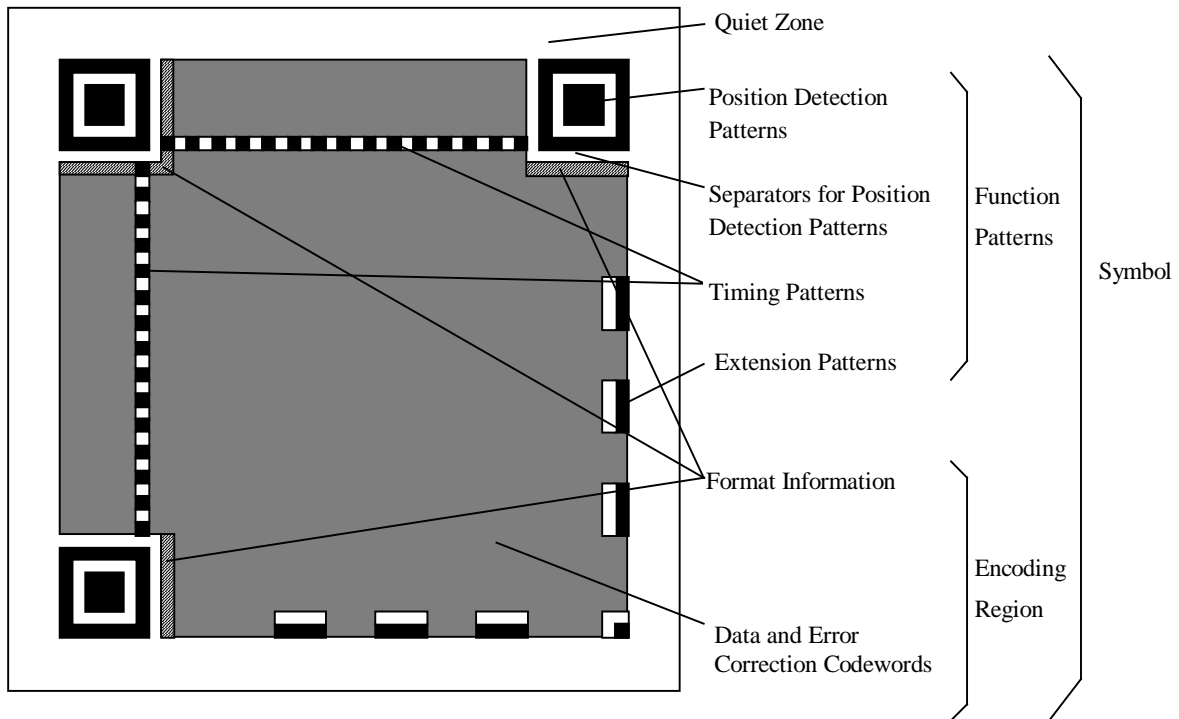 Quiet Zone
Position Detection
Patterns
Separators for Position
Detection Patterns
Function
Patterns
Symbol
Timing Patterns
Extension Patterns
Format Information
Encoding
Region
Data and Error
Correction Codewords